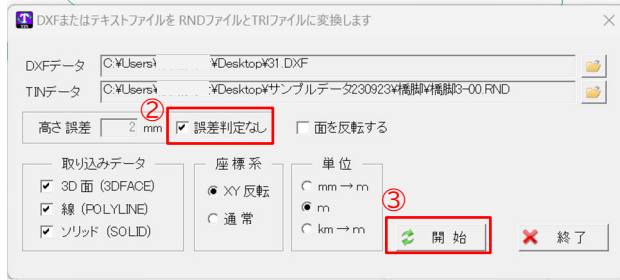 DXFまたはテキストファイルを RNDファイルとTRIファイルに変換します
DXFデータ C:¥Users¥ ¥Desktop¥31.DXF
TINデータ C:¥Users¥ ¥Desktop¥サンプルデータ230923¥橋脚¥橋脚3-00.RND
②
高さ 誤差 2 mm 誤差判定なし 面を反転する
取り込みデータ 座 標 系 単 位
3D 面 (3DFACE) XY 反転 mm → m
線 (POLYLINE) 通 常 m
ソリッド (SOLID) km → m
③
開 始 終 了